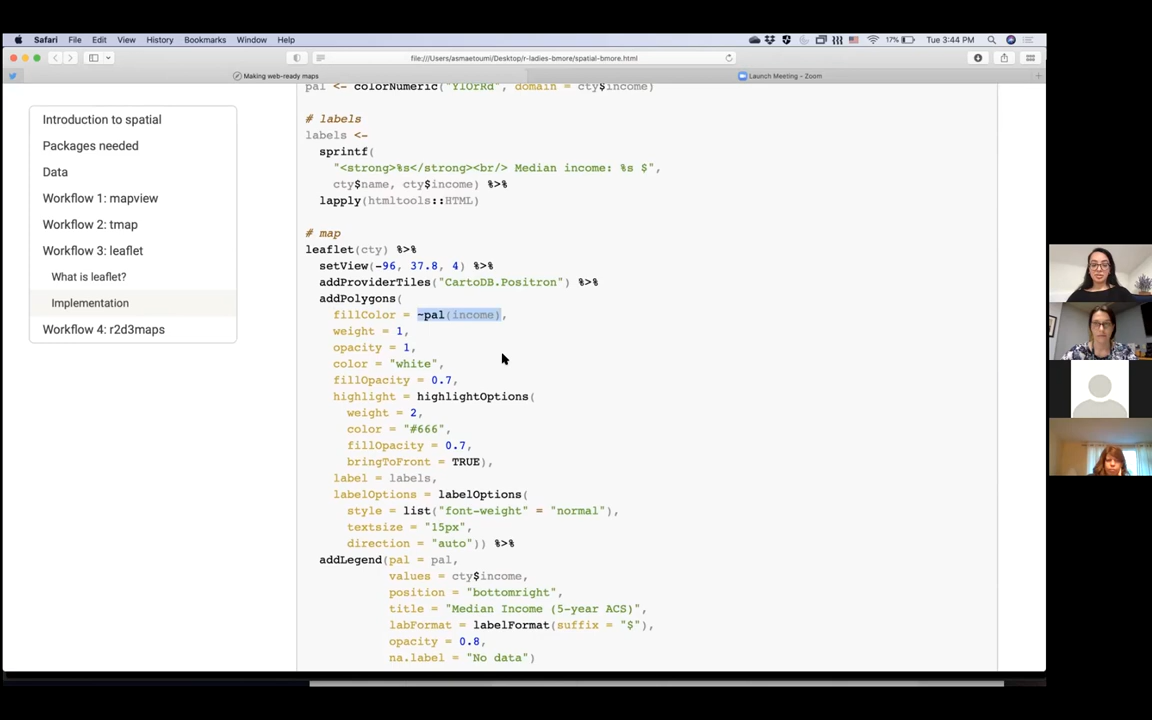 Safari File Edit View History Bookmarks Window Help 17% Tue 3:44 PM
file:///Users/asmaetoumi/Desktop/r-ladies-bmore/spatial-bmore.html
Making web-ready maps Launch Meeting - Zoom
Introduction to spatial
Packages needed
Data
Workflow 1: mapview
Workflow 2: tmap
Workflow 3: leaflet
What is leaflet?
Implementation
Workflow 4: r2d3maps
pal <- colorNumeric("YlOrRd", domain = cty$income)
# labels
labels <-
sprintf(
"<strong>%s</strong><br/> Median income: %s $",
cty$name, cty$income) %>%
lapply(htmltools::HTML)
# map
leaflet(cty) %>%
setView(-96, 37.8, 4) %>%
addProviderTiles("CartoDB.Positron") %>%
addPolygons(
fillColor = ~pal(income),
weight = 1,
opacity = 1,
color = "white",
fillOpacity = 0.7,
highlight = highlightOptions(
weight = 2,
color = "#666",
fillOpacity = 0.7,
bringToFront = TRUE),
label = labels,
labelOptions = labelOptions(
style = list("font-weight" = "normal"),
textsize = "15px",
direction = "auto")) %>%
addLegend(pal = pal,
values = cty$income,
position = "bottomright",
title = "Median Income (5-year ACS)",
labFormat = labelFormat(suffix = "$"),
opacity = 0.8,
na.label = "No data")